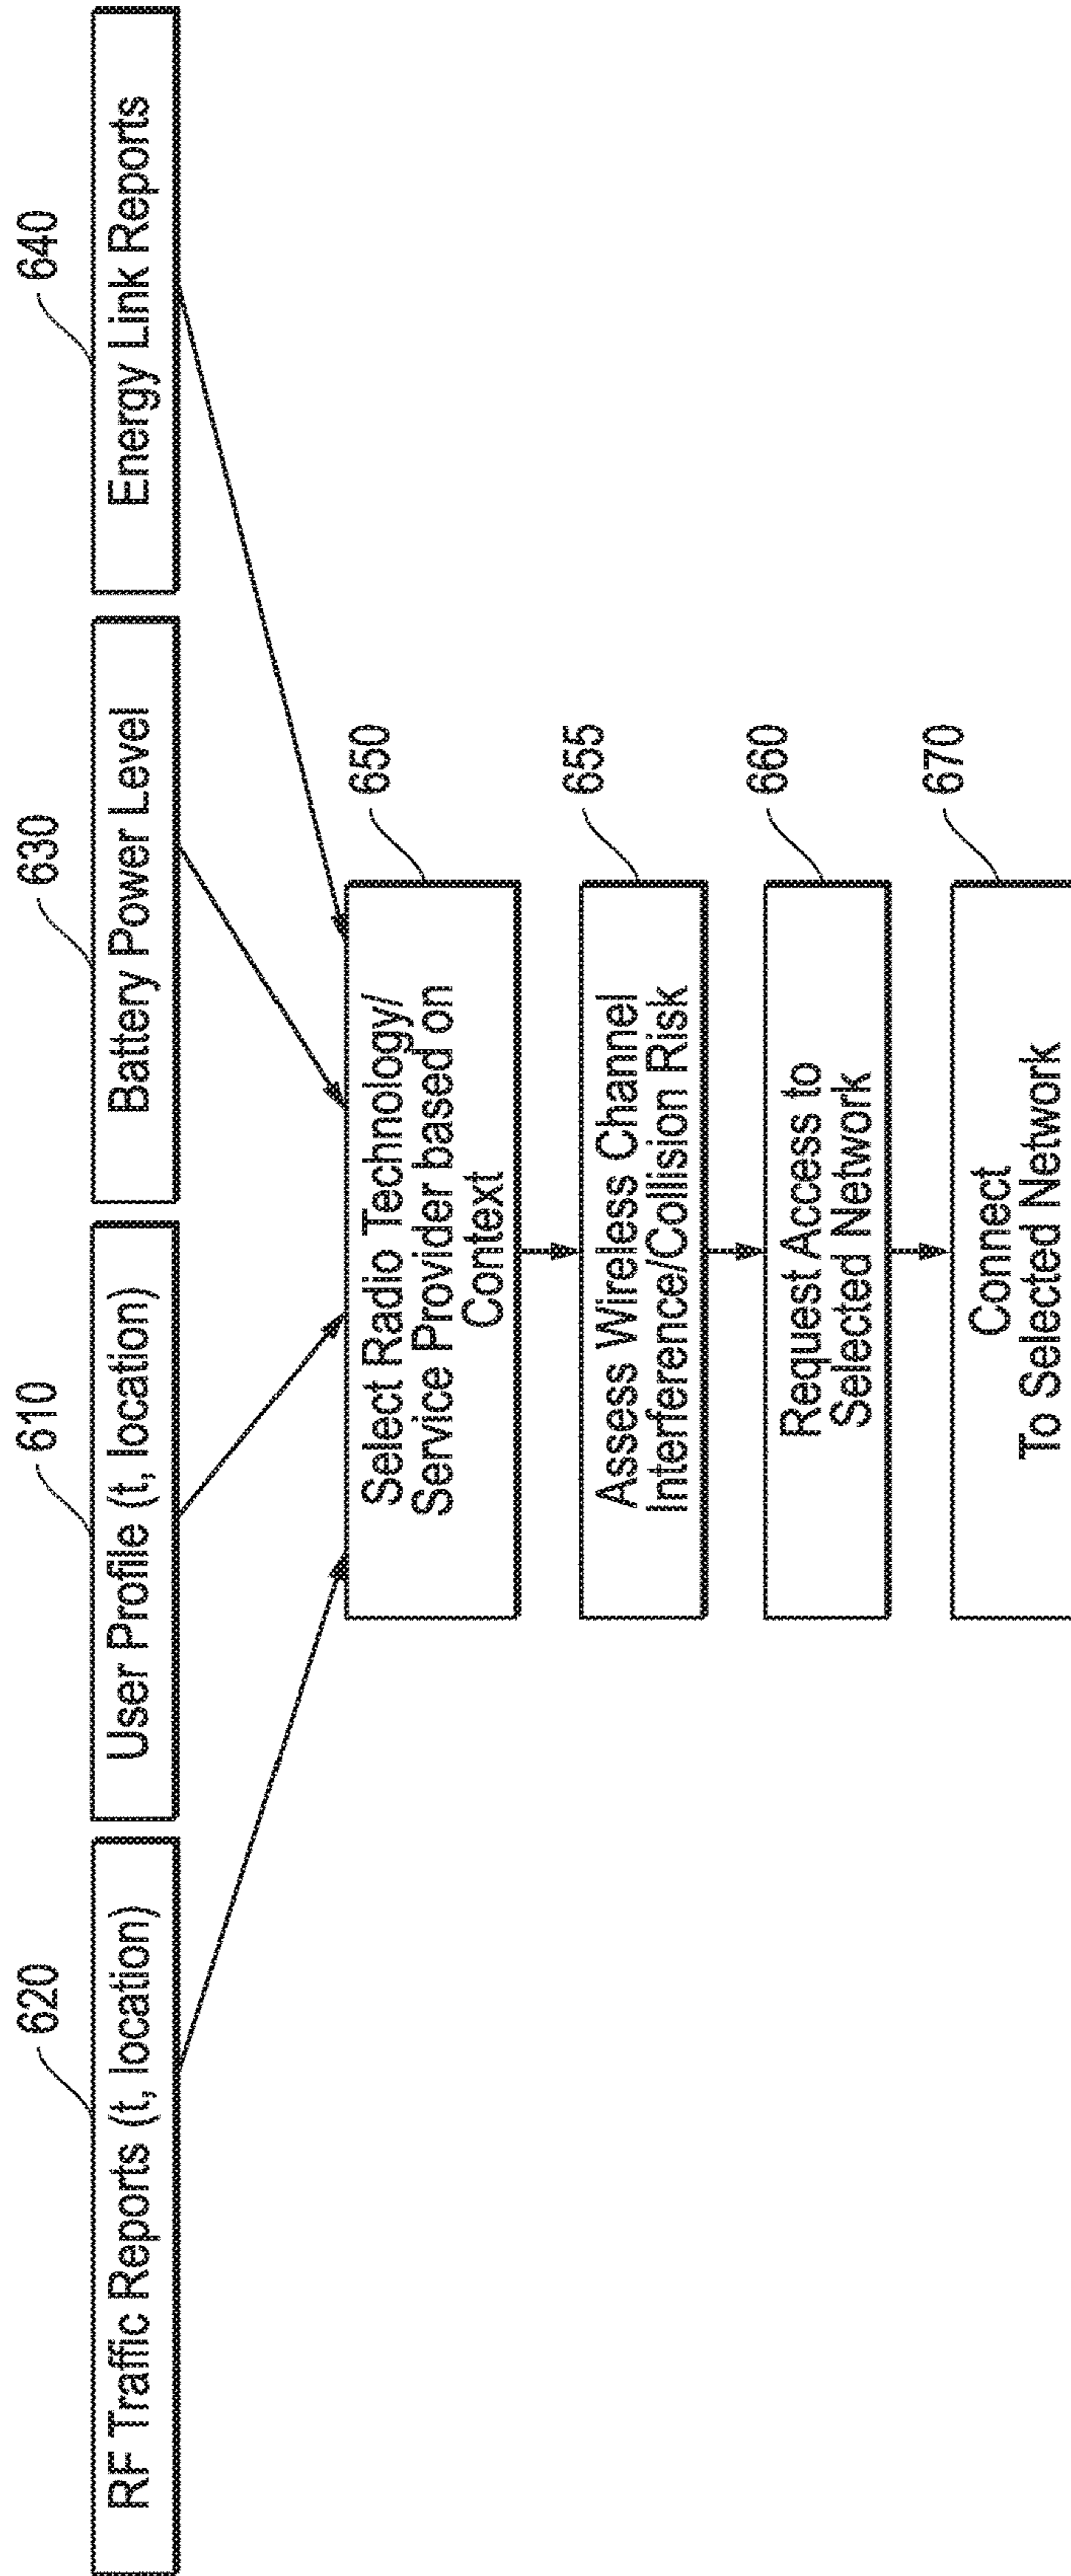 620
610
630
640
RF Traffic Reports (t, location)
User Profile (t, location)
Battery Power Level
Energy Link Reports
650
Select Radio Technology/
Service Provider based on
Context
655
Assess Wireless Channel
Interference/Collision Risk
660
Request Access to
Selected Network
670
Connect
To Selected Network